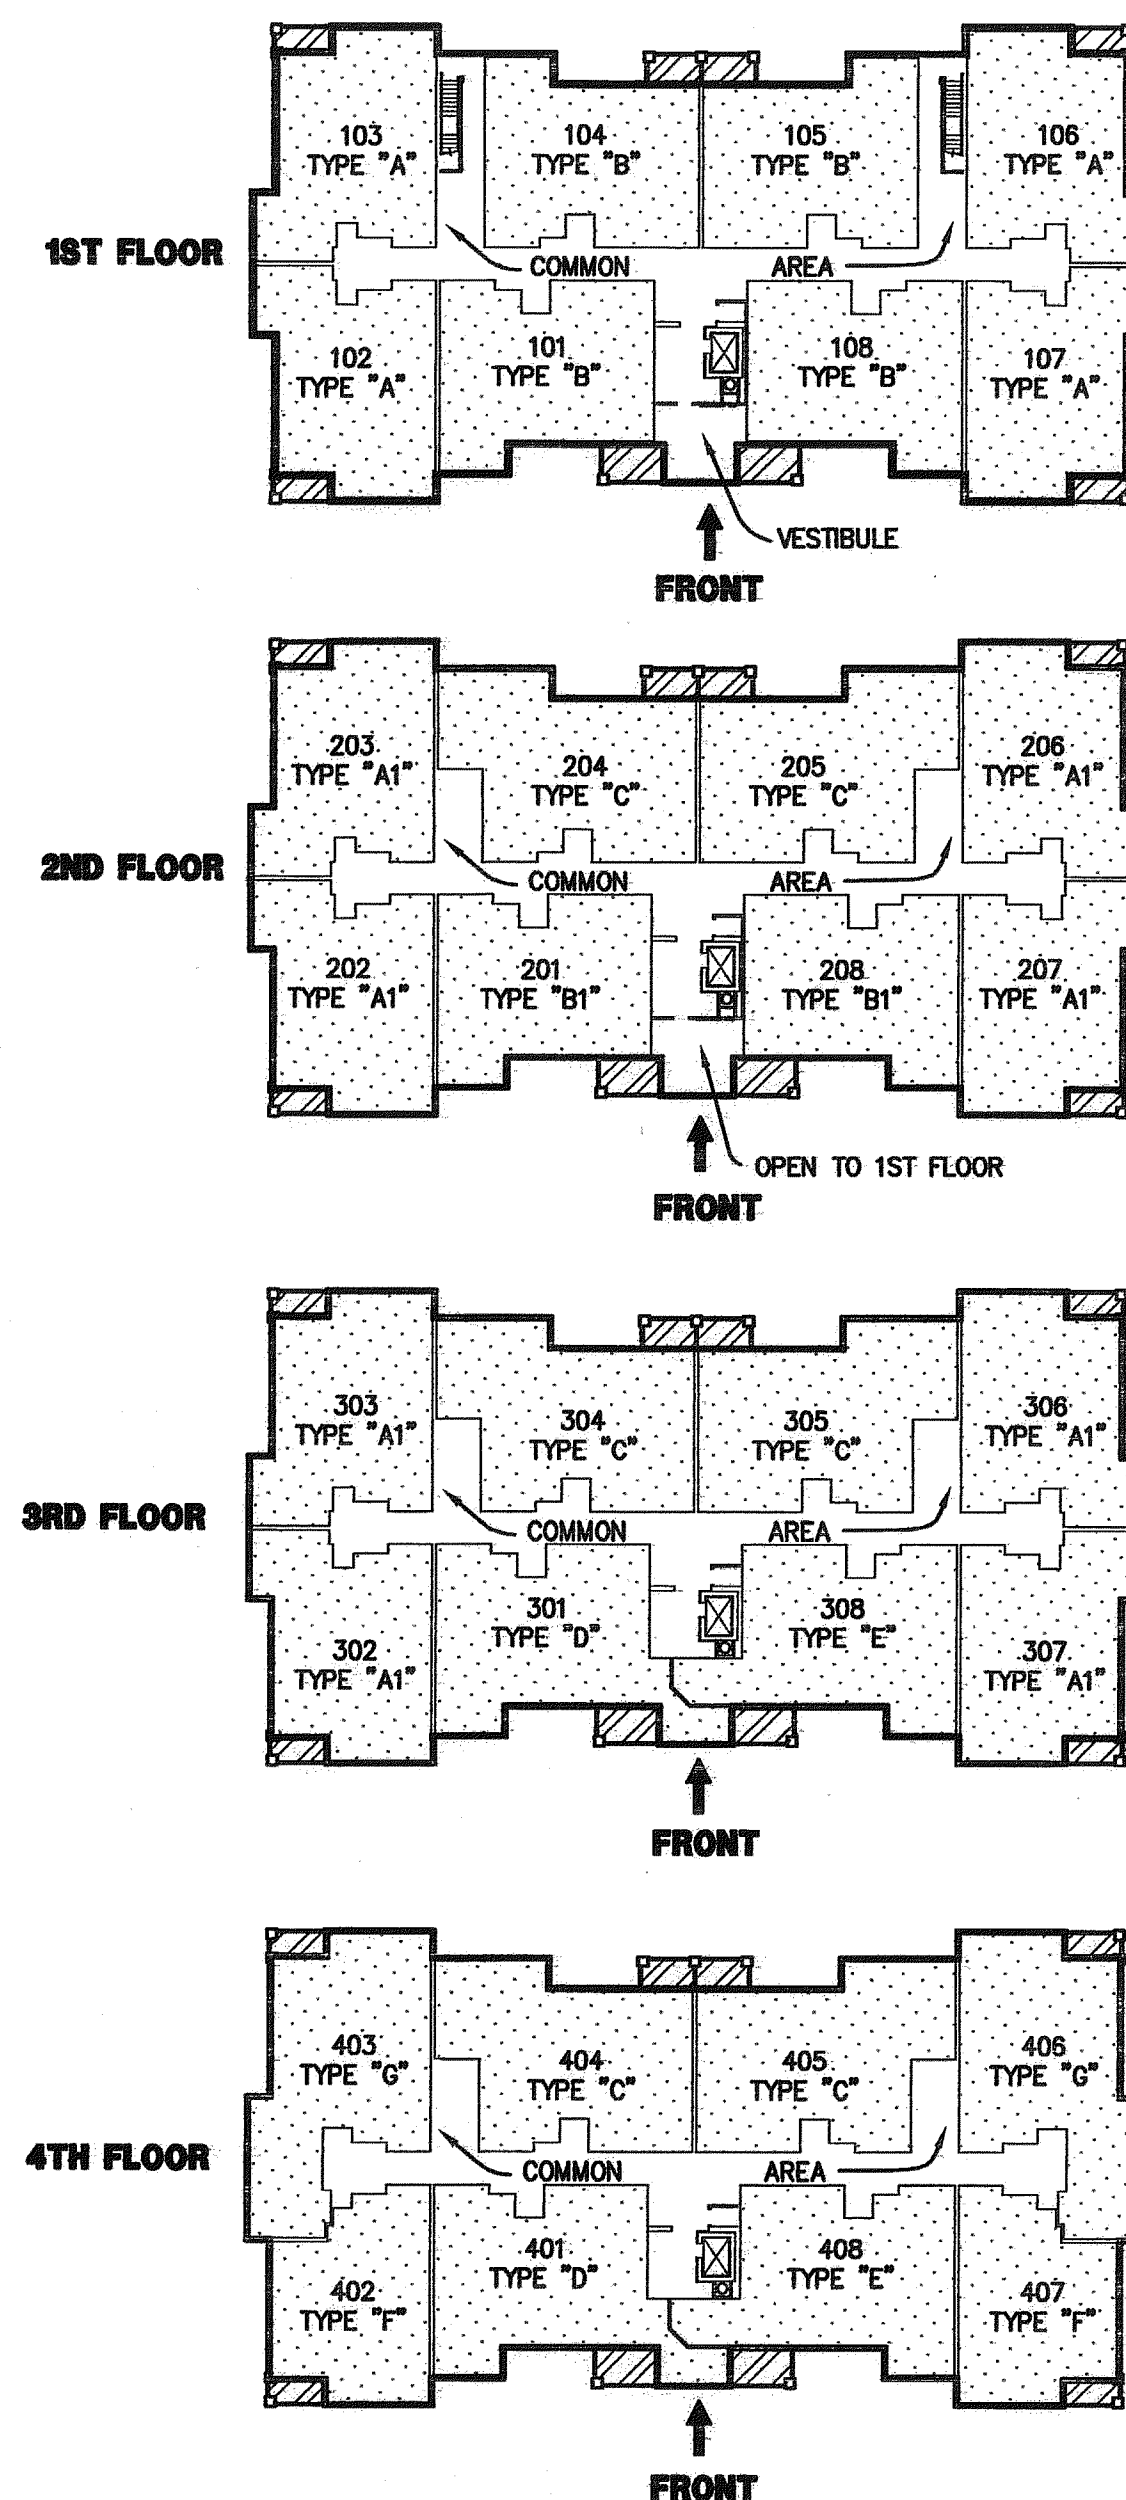 103
TYPE "A"
104
TYPE "B"
105
TYPE "B"
106
TYPE "A"
1ST FLOOR
COMMON
AREA
102
TYPE "A"
101
TYPE "B"
108
TYPE "B"
107
TYPE "A"
VESTIBULE
FRONT
203
TYPE "A1"
204
TYPE "C"
205
TYPE "C"
206
TYPE "A1"
2ND FLOOR
COMMON
AREA
202
TYPE "A1"
201
TYPE "B1"
208
TYPE "B1"
207
TYPE "A1"
OPEN TO 1ST FLOOR
FRONT
303
TYPE "A1"
304
TYPE "C"
305
TYPE "C"
306
TYPE "A1"
3RD FLOOR
COMMON
AREA
302
TYPE "A1"
301
TYPE "D"
308
TYPE "E"
307
TYPE "A1"
FRONT
403
TYPE "G"
404
TYPE "C"
405
TYPE "C"
406
TYPE "G"
4TH FLOOR
COMMON
AREA
402
TYPE "F"
401
TYPE "D"
408
TYPE "E"
407
TYPE "F"
FRONT